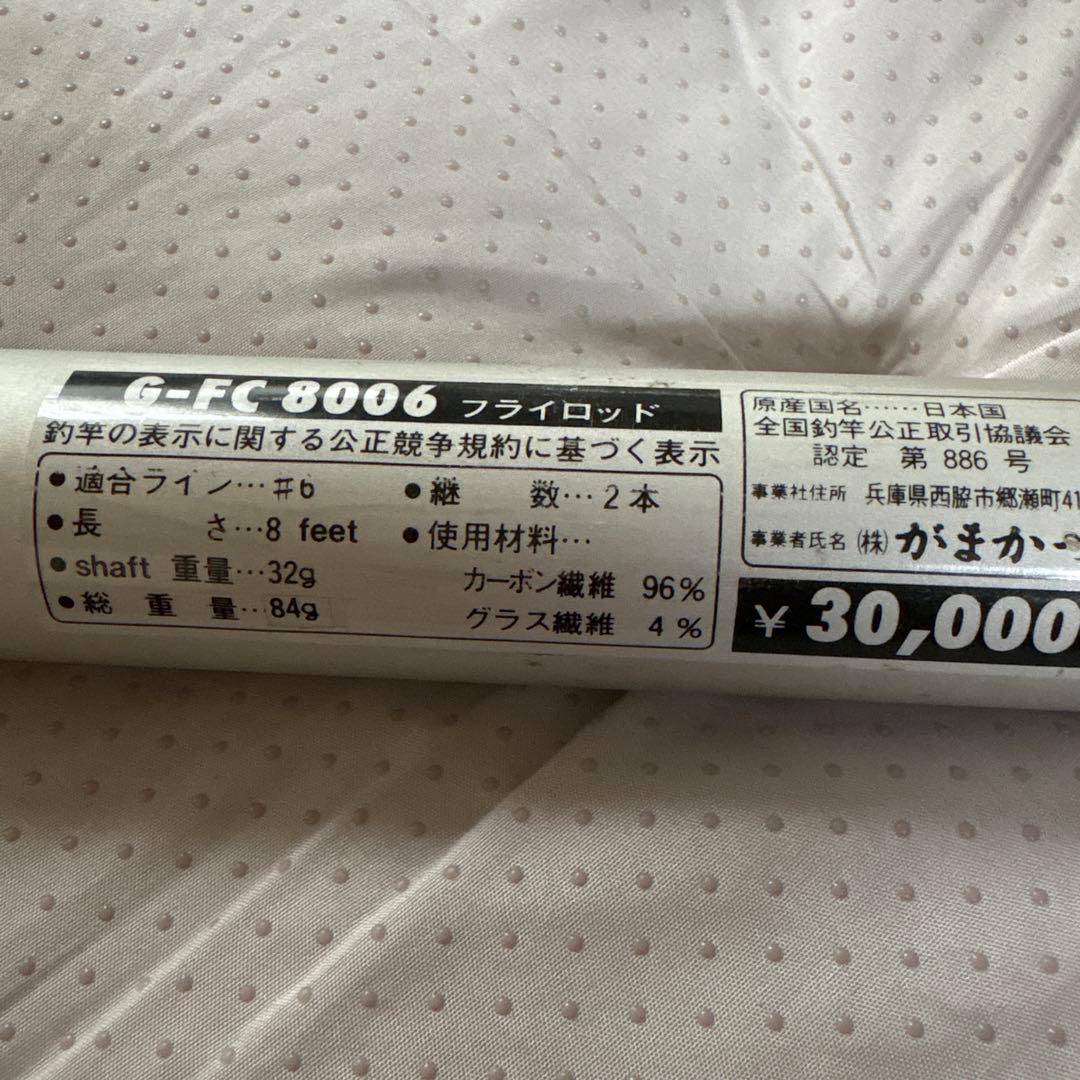 G-FC 8006 フライロッド
釣竿の表示に関する公正競争規約に基づく表示
●適合ライン…#6
●長さ…8 feet
●shaft 重量…32g
●総重量…84g
●継数…2本
●使用材料…
カーボン繊維 96%
グラス繊維 4%
原産国名……日本国
全国釣竿公正取引協議会
認定 第 886 号
事業社住所 兵庫県西脇市郷瀬町41
事業者氏名 (株) がまかつ
¥30,000